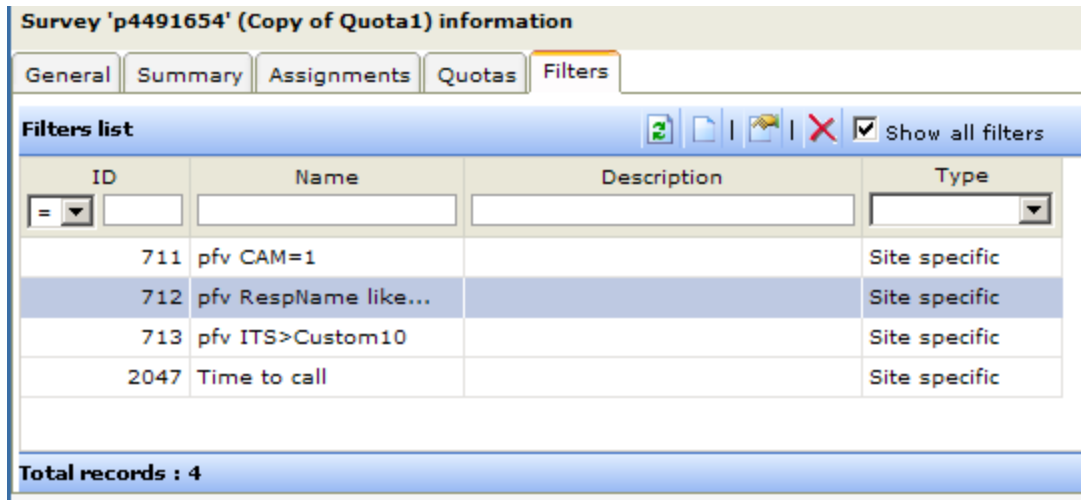 Survey 'p4491654' (Copy of Quota1) information
General Summary Assignments Quotas Filters
Filters list | | Show all filters
ID Name Description Type
=
711 pfv CAM=1 Site specific
712 pfv RespName like... Site specific
713 pfv ITS>Custom10 Site specific
2047 Time to call Site specific
Total records : 4